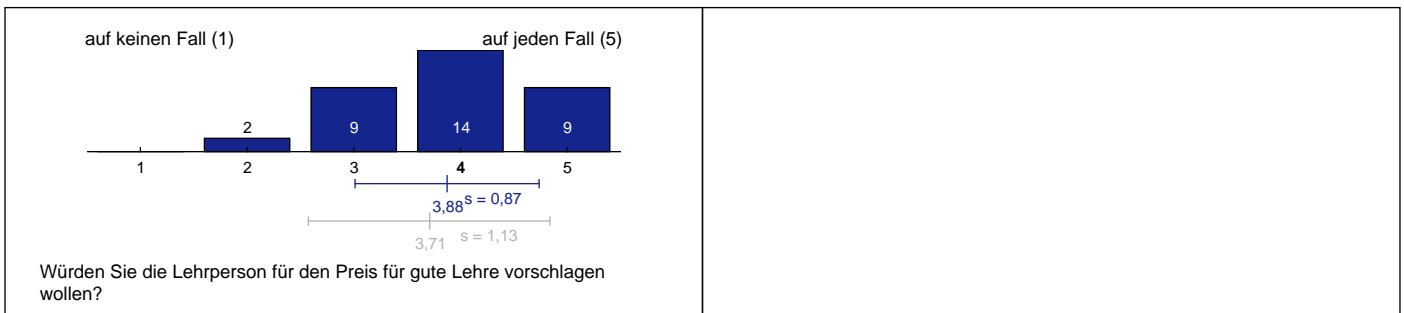 auf keinen Fall (1) auf jeden Fall (5)
2 9 14 9
1 2 3 4 5
3,88 s = 0,87
3,71 s = 1,13
Würden Sie die Lehrperson für den Preis für gute Lehre vorschlagen
wollen?